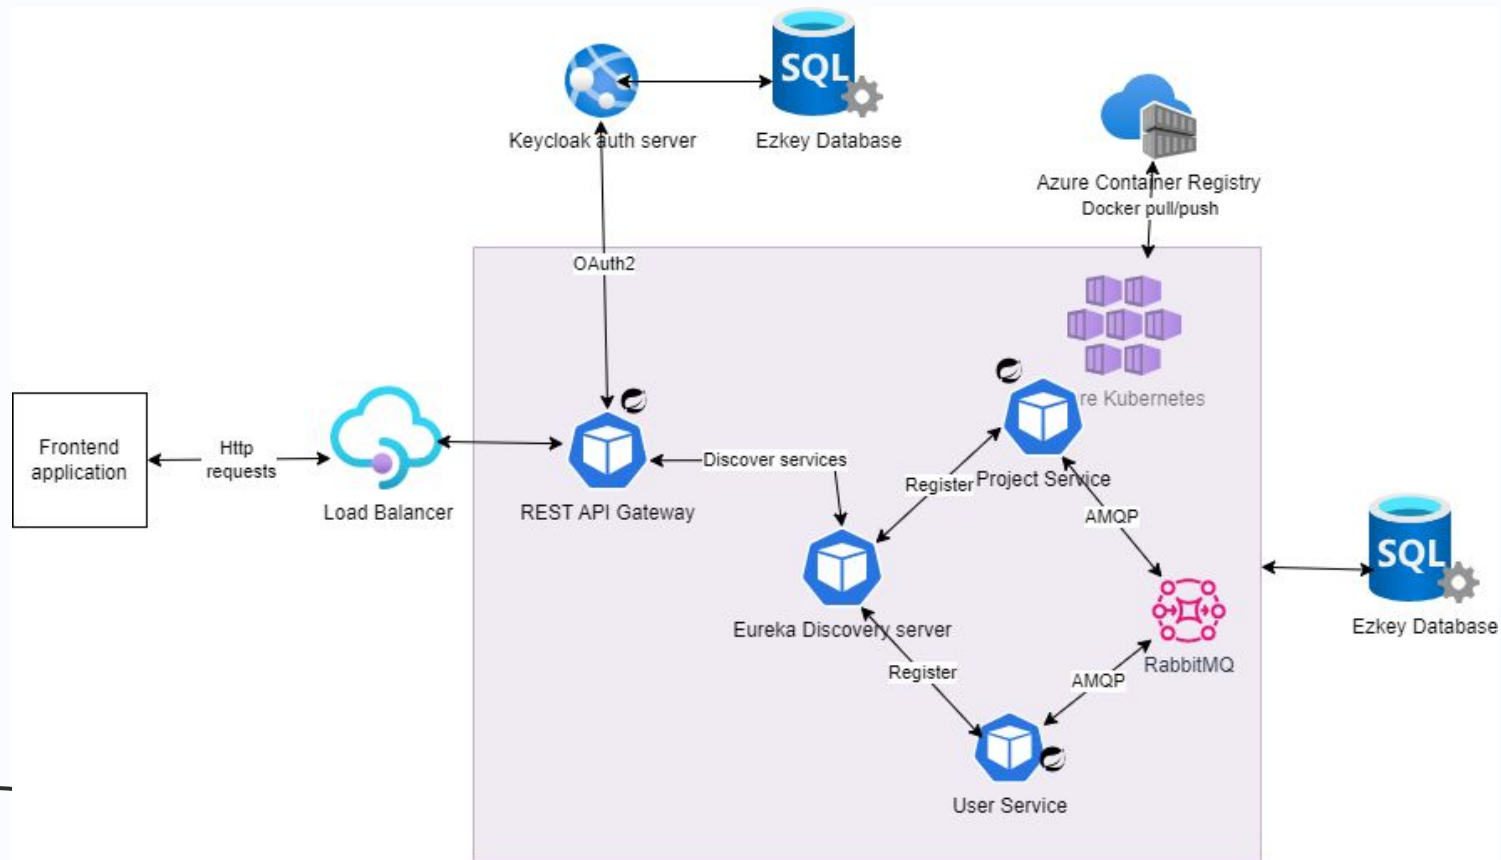 SQL
Keycloak auth server
Ezkey Database
Azure Container Registry
Docker pull/push
OAuth2
re Kubernetes
Frontend
application
Http
requests
Load Balancer
REST API Gateway
Discover services
Register
Project Service
AMQP
SQL
Eureka Discovery server
Ezkey Database
Register
AMQP
RabbitMQ
User Service